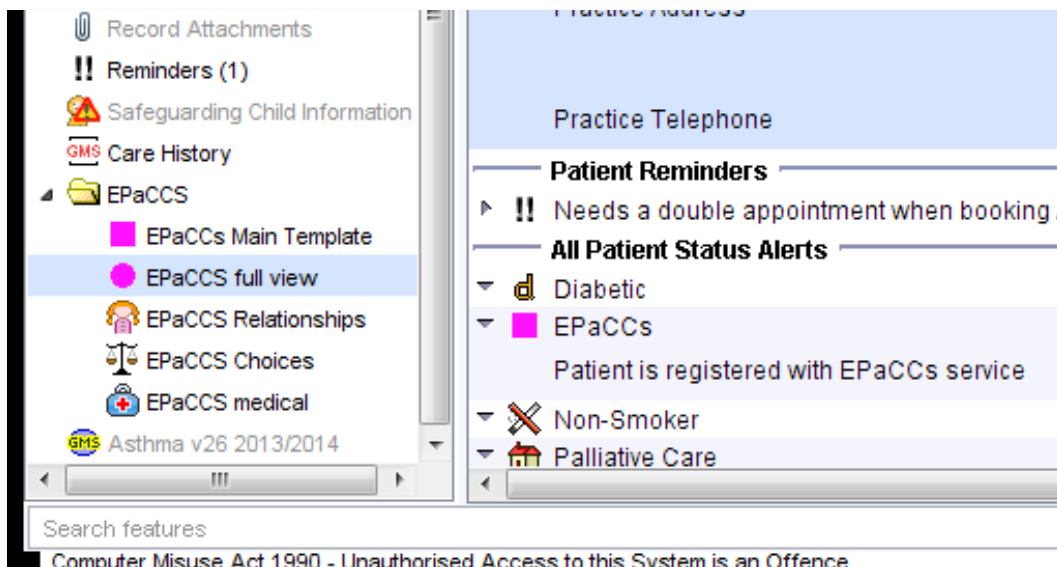 Record Attachments
!! Reminders (1)
Safeguarding Child Information
GMS Care History
EPaCCS
EPaCCs Main Template
EPaCCS full view
EPaCCS Relationships
EPaCCS Choices
EPaCCS medical
GMS Asthma v26 2013/2014
Practice Address
Practice Telephone
Patient Reminders
!! Needs a double appointment when booking
All Patient Status Alerts
d Diabetic
EPaCCs
Patient is registered with EPaCCs service
Non-Smoker
Palliative Care
Search features
Computer Misuse Act 1990 - Unauthorised Access to this System is an Offence